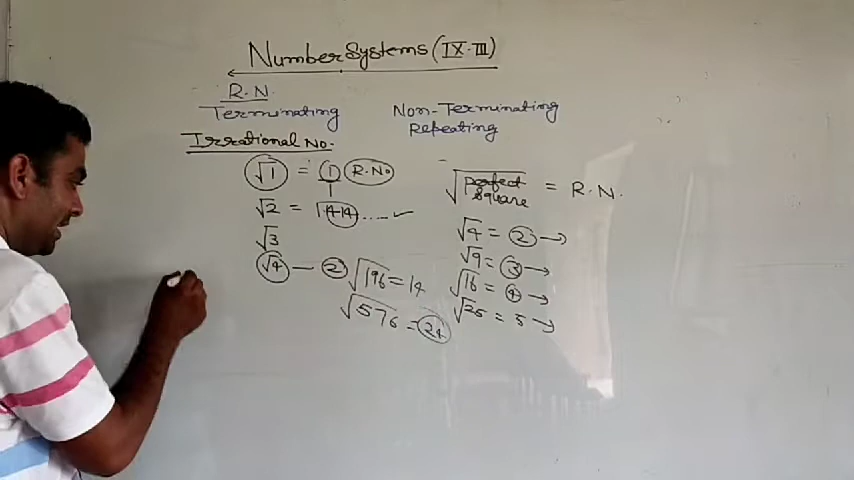 Number Systems (IX-III)
R.N.
Terminating
Non-Terminating
Repeating
Irrational No.
√1 = 1 R.No
√2 = 1.414.....
√3
√4 — 2
√196 = 14
√576 = 24
√perfect square = R.N.
√4 = 2 →
√9 = 3 →
√16 = 4 →
√25 = 5 →